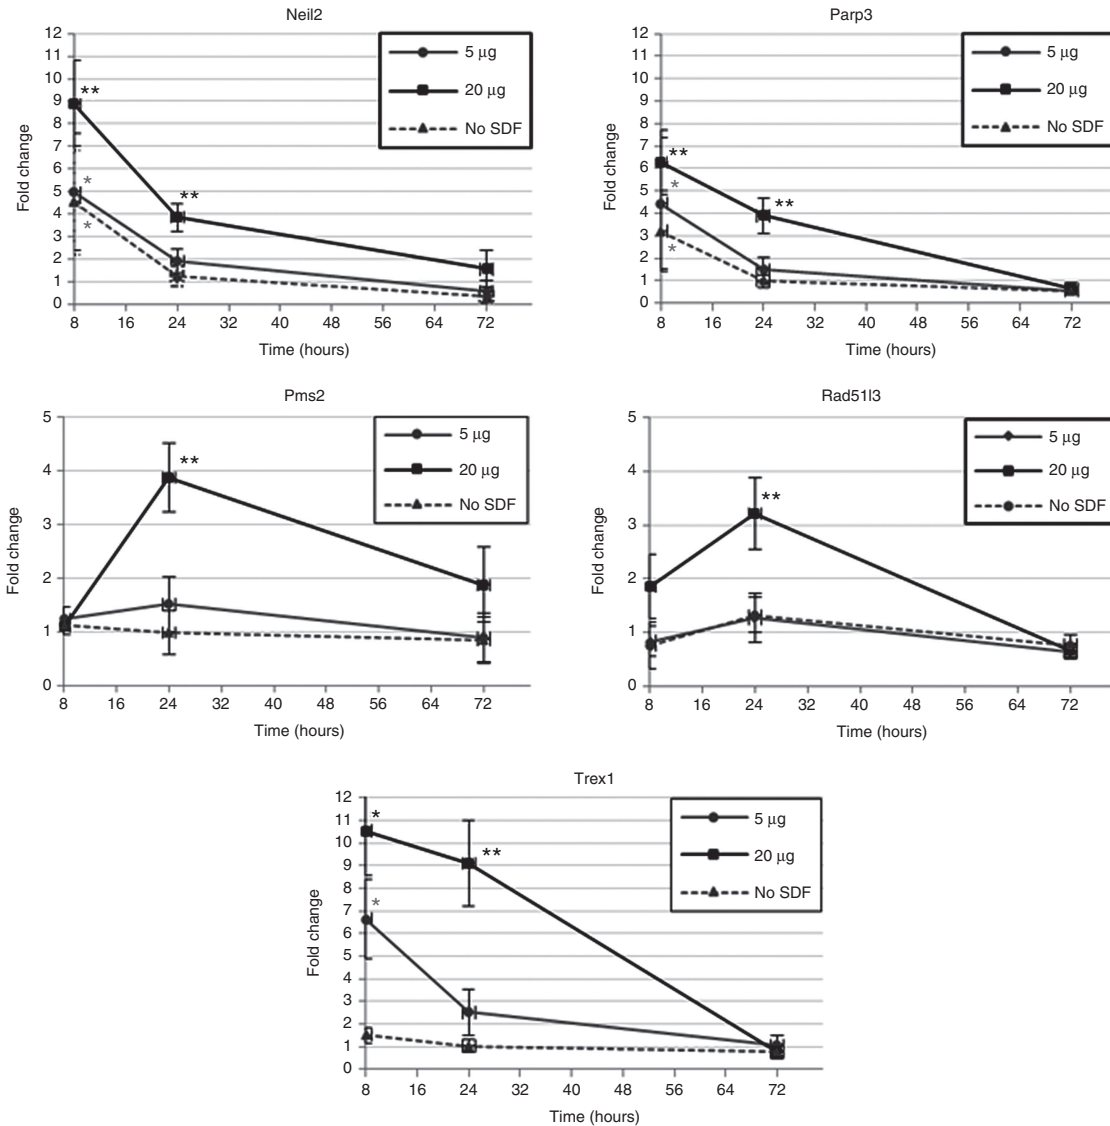 Neil2
12
11
10
9
8
7
6
5
4
3
2
1
0
Fold change
5 µg
20 µg
No SDF
**
*
*
**
8 16 24 32 40 48 56 64 72
Time (hours)
Parp3
12
11
10
9
8
7
6
5
4
3
2
1
0
Fold change
5 µg
20 µg
No SDF
**
*
*
**
8 16 24 32 40 48 56 64 72
Time (hours)
Pms2
5
4
3
2
1
0
Fold change
5 µg
20 µg
No SDF
**
8 16 24 32 40 48 56 64 72
Time (hours)
Rad51l3
5
4
3
2
1
0
Fold change
5 µg
20 µg
No SDF
**
8 16 24 32 40 48 56 64 72
Time (hours)
Trex1
12
11
10
9
8
7
6
5
4
3
2
1
0
Fold change
5 µg
20 µg
No SDF
*
**
*
8 16 24 32 40 48 56 64 72
Time (hours)